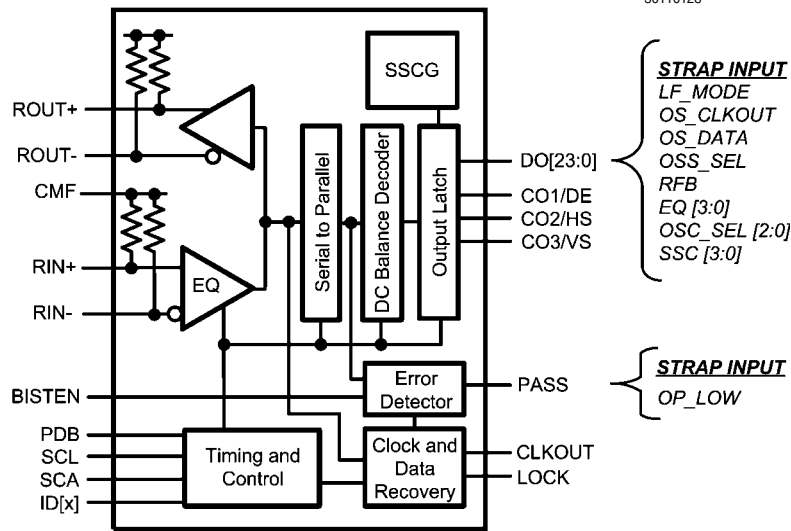 SSCG
STRAP INPUT
LF_MODE
OS_CLKOUT
OS_DATA
OSS_SEL
RFB
EQ [3:0]
OSC_SEL [2:0]
SSC [3:0]
ROUT+
ROUT-
CMF
RIN+
RIN-
EQ
Serial to Parallel
DC Balance Decoder
Output Latch
DO[23:0]
CO1/DE
CO2/HS
CO3/VS
BISTEN
Error
Detector
PASS
STRAP INPUT
OP_LOW
PDB
SCL
SCA
ID[x]
Timing and
Control
Clock and
Data
Recovery
CLKOUT
LOCK